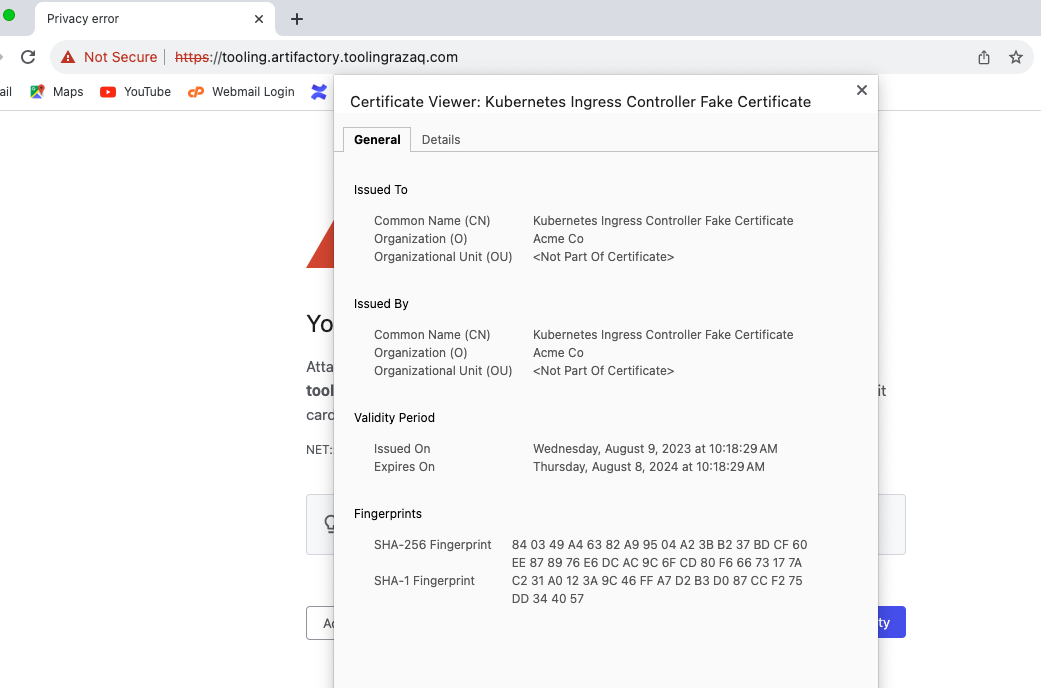 Privacy error
Not Secure https://tooling.artifactory.toolingrazaq.com
ail Maps YouTube Webmail Login
Certificate Viewer: Kubernetes Ingress Controller Fake Certificate
General Details
Issued To
Common Name (CN) Kubernetes Ingress Controller Fake Certificate
Organization (O) Acme Co
Organizational Unit (OU) <Not Part Of Certificate>
Issued By
Common Name (CN) Kubernetes Ingress Controller Fake Certificate
Organization (O) Acme Co
Organizational Unit (OU) <Not Part Of Certificate>
Validity Period
Issued On Wednesday, August 9, 2023 at 10:18:29 AM
Expires On Thursday, August 8, 2024 at 10:18:29 AM
Fingerprints
SHA-256 Fingerprint 84 03 49 A4 63 82 A9 95 04 A2 3B B2 37 BD CF 60
EE 87 89 76 E6 DC AC 9C 6F CD 80 F6 66 73 17 7A
SHA-1 Fingerprint C2 31 A0 12 3A 9C 46 FF A7 D2 B3 D0 87 CC F2 75
DD 34 40 57
Yo
Atta
tool it
card
NET:
ty